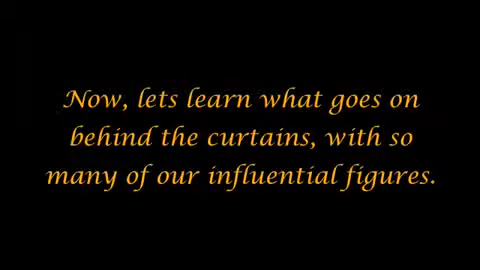 Now, lets learn what goes on
behind the curtains, with so
many of our influential figures.